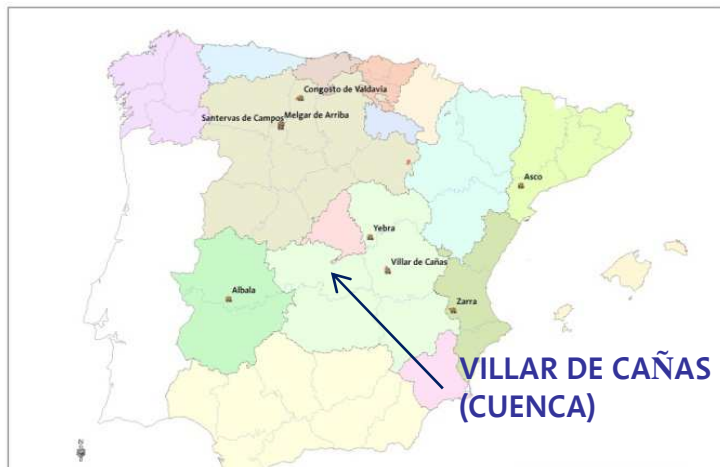 Congosto de Valdavia
Santervas de Campos Melgar de Arriba
Asco
Yebra
Villar de Cañas
Albala
Zarra
VILLAR DE CAÑAS
(CUENCA)